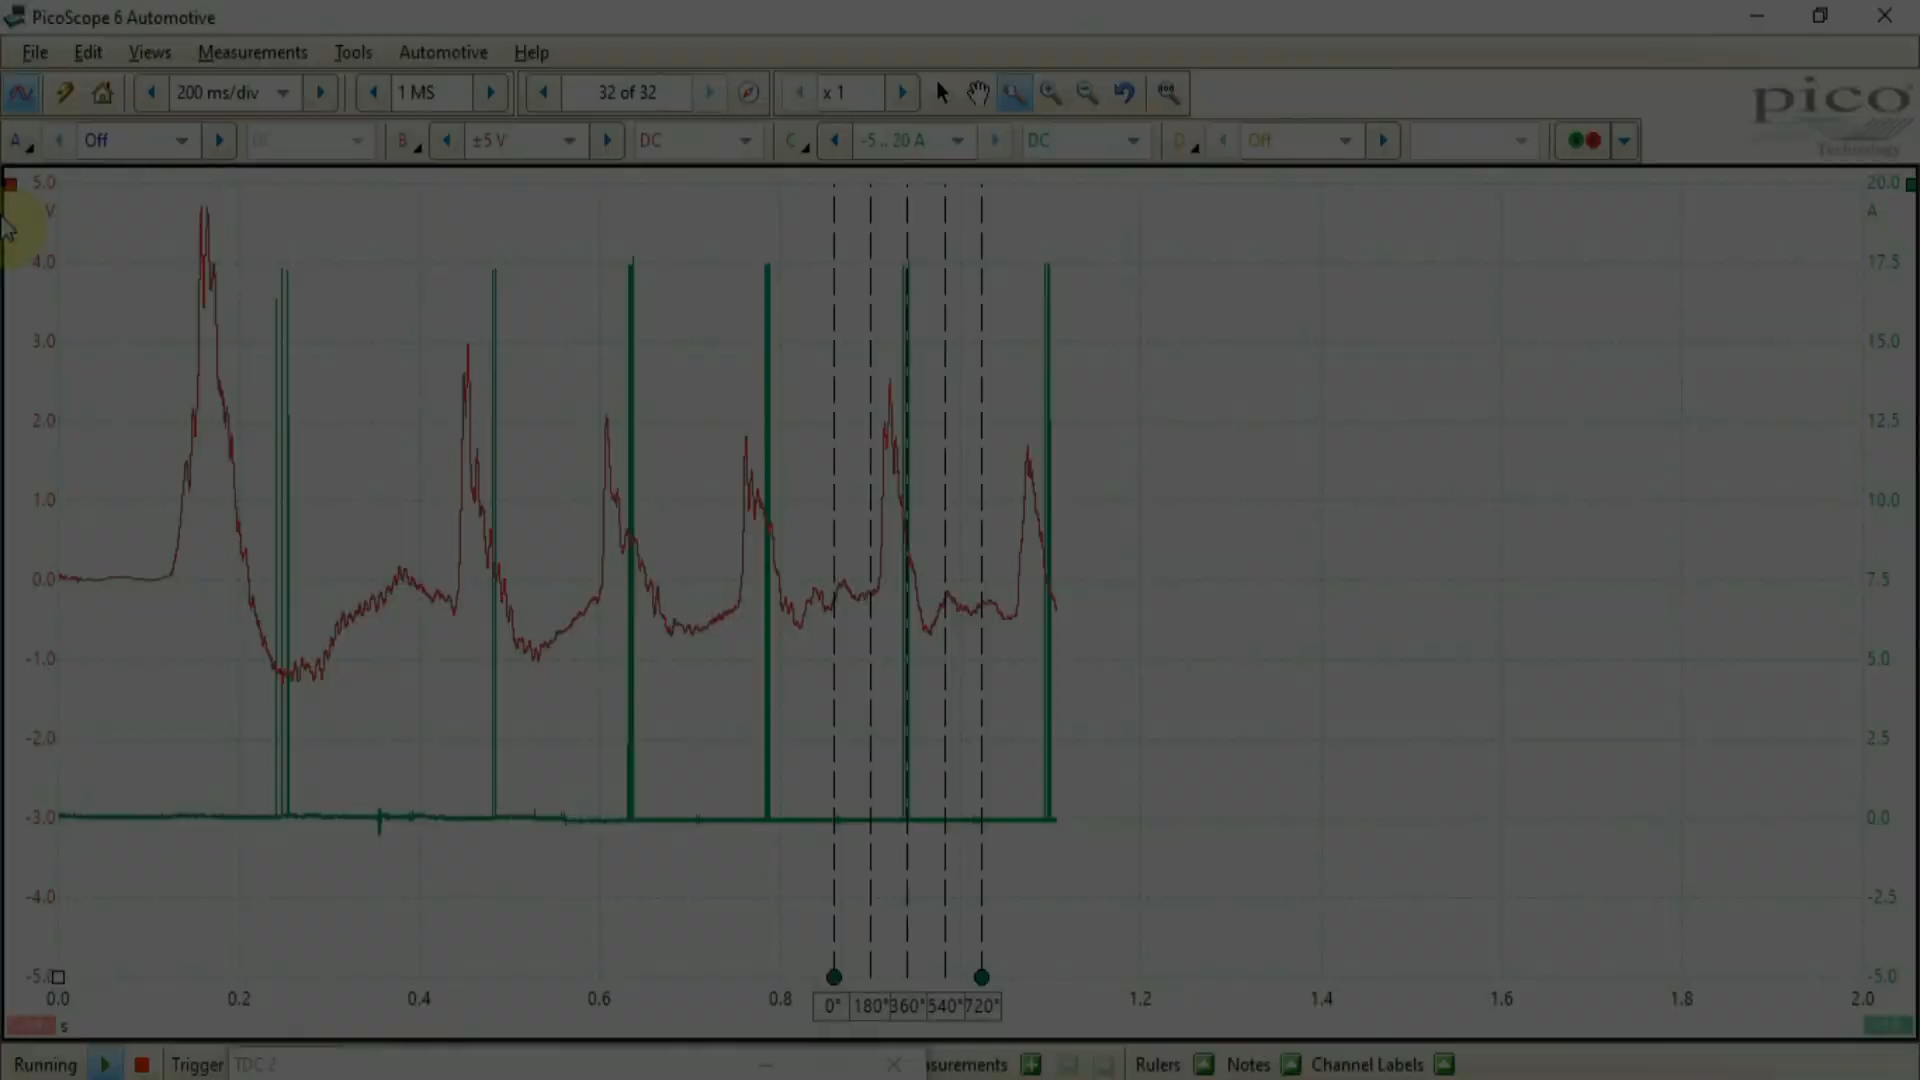 PicoScope 6 Automotive
File Edit Views Measurements Tools Automotive Help
200 ms/div 1 MS 32 of 32 x 1
pico
Technology
A Off DC B ±5 V DC C -5 .. 20 A DC D Off
5.0 20.0
V A
4.0 17.5
3.0 15.0
2.0 12.5
1.0 10.0
0.0 7.5
-1.0 5.0
-2.0 2.5
-3.0 0.0
-4.0 -2.5
-5.0 -5.0
0.0 0.2 0.4 0.6 0.8 1.2 1.4 1.6 1.8 2.0
0° 180° 360° 540° 720°
s
Running Trigger TDC 2 surements Rulers Notes Channel Labels